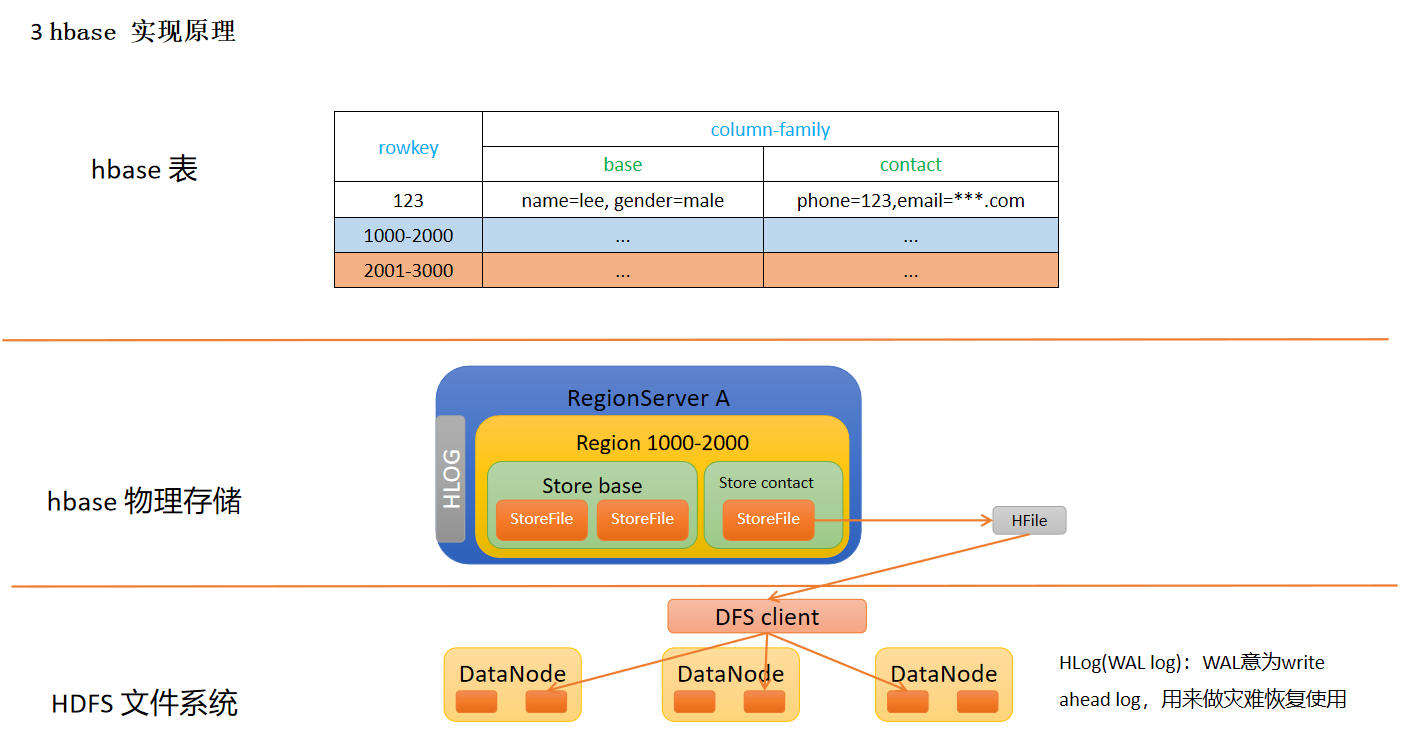 3 hbase 实现原理
hbase 表
rowkey
column-family
base
contact
123
name=lee, gender=male
phone=123,email=***.com
1000-2000
...
...
2001-3000
...
...
hbase 物理存储
RegionServer A
HLOG
Region 1000-2000
Store base
StoreFile
StoreFile
Store contact
StoreFile
HFile
HDFS 文件系统
DFS client
DataNode
DataNode
DataNode
HLog(WAL log)：WAL意为write
ahead log，用来做灾难恢复使用